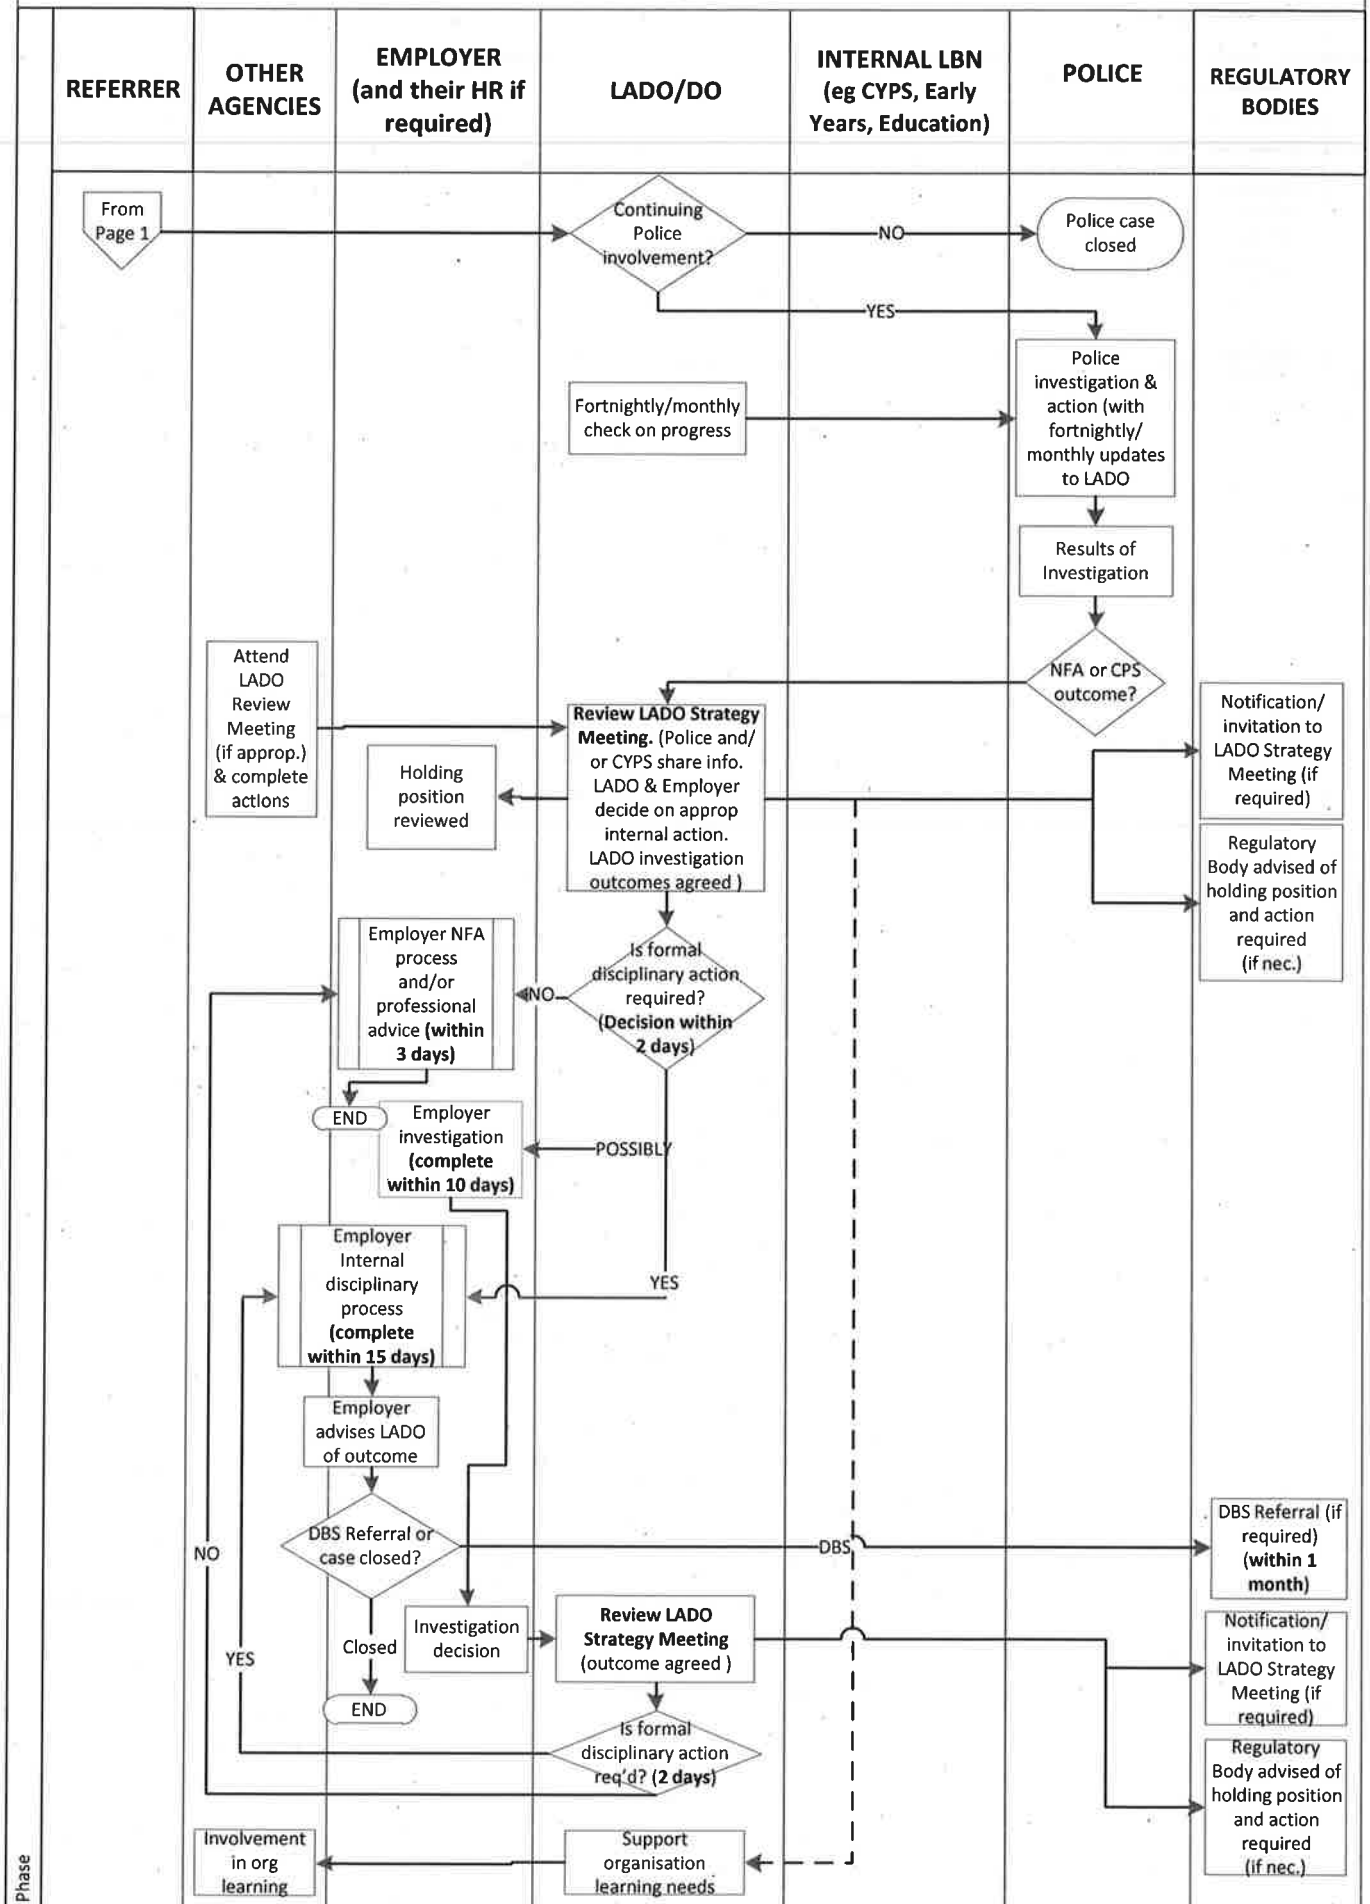 REFERRER
OTHER
AGENCIES
EMPLOYER
(and their HR if
required)
LADO/DO
INTERNAL LBN
(eg CYPS, Early
Years, Education)
POLICE
REGULATORY
BODIES
From
Page 1
Continuing
Police
involvement?
NO
Police case
closed
YES
Police
investigation &
action (with
fortnightly/
monthly updates
to LADO
Fortnightly/monthly
check on progress
Results of
Investigation
NFA or CPS
outcome?
Attend
LADO
Review
Meeting
(if approp.)
& complete
actions
Holding
position
reviewed
Review LADO Strategy
Meeting. (Police and/
or CYPS share info.
LADO & Employer
decide on approp
internal action.
LADO investigation
outcomes agreed )
Notification/
invitation to
LADO Strategy
Meeting (if
required)
Regulatory
Body advised of
holding position
and action
required
(if nec.)
Employer NFA
process
and/or
professional
advice (within
3 days)
NO
Is formal
disciplinary action
required?
(Decision within
2 days)
END
Employer
investigation
(complete
within 10 days)
POSSIBLY
Employer
Internal
disciplinary
process
(complete
within 15 days)
YES
Employer
advises LADO
of outcome
DBS Referral or
case closed?
NO
DBS
DBS Referral (if
required)
(within 1
month)
Closed
Investigation
decision
Review LADO
Strategy Meeting
(outcome agreed )
Notification/
invitation to
LADO Strategy
Meeting (if
required)
YES
END
Is formal
disciplinary action
req'd? (2 days)
Regulatory
Body advised of
holding position
and action
required
(if nec.)
Involvement
in org
learning
Support
organisation
learning needs
Phase